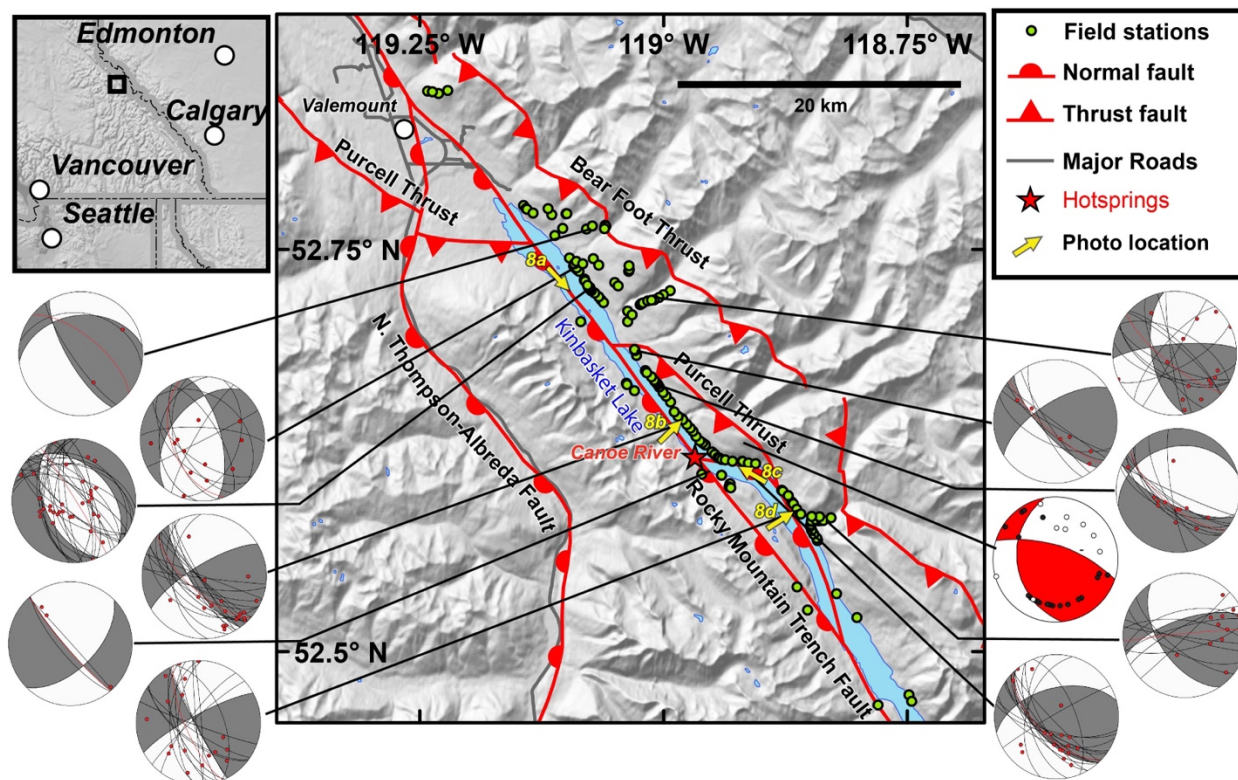 Edmonton
Calgary
Vancouver
Seattle
119.25° W
119° W
118.75° W
20 km
Valemount
Purcell Thrust
Bear Foot Thrust
52.75° N
8a
Kinbasket Lake
N. Thompson-Albreda Fault
Purcell Thrust
8b
Canoe River
8c
8d
Rocky Mountain Trench Fault
52.5° N
Field stations
Normal fault
Thrust fault
Major Roads
Hotsprings
Photo location